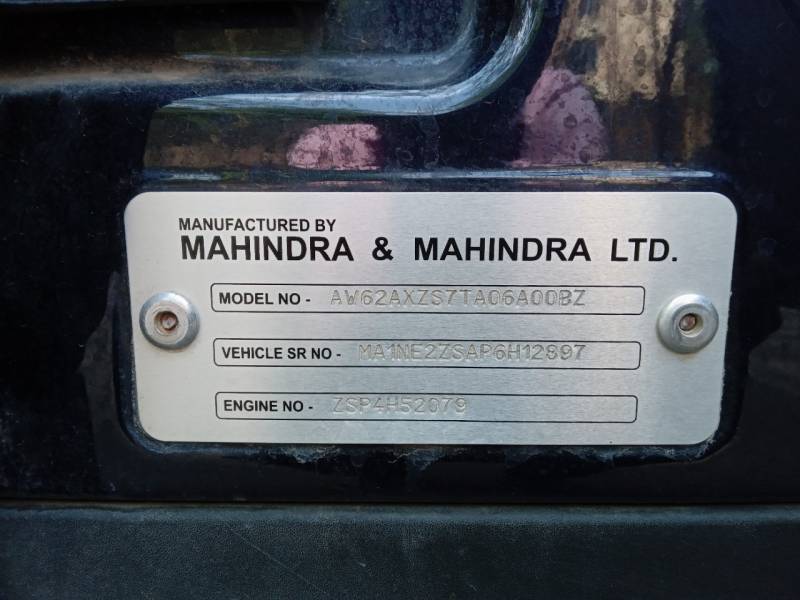 MANUFACTURED BY
MAHINDRA & MAHINDRA LTD.
MODEL NO - AW62AXZS7TA06A00BZ
VEHICLE SR NO - MA1NE2ZSAP6H12897
ENGINE NO - ZSP4H52079